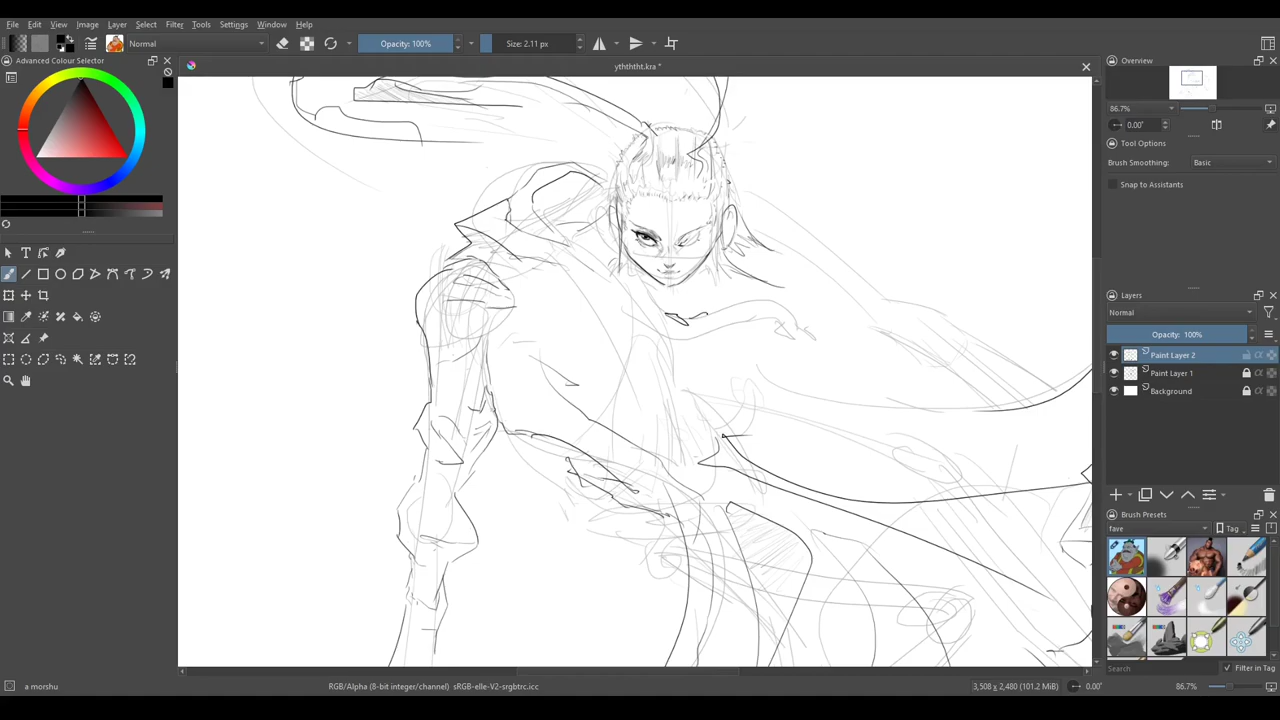 File Edit View Image Layer Select Filter Tools Settings Window Help
Normal Opacity: 100% Size: 2.11 px
Advanced Colour Selector
ythththt.kra *
Overview
86.7%
0.00°
Tool Options
Brush Smoothing: Basic
Snap to Assistants
Layers
Normal
Opacity: 100%
Paint Layer 2
Paint Layer 1
Background
Brush Presets
fave Tag
Search Filter in Tag
a morshu RGB/Alpha (8-bit integer/channel) sRGB-elle-V2-srgbtrc.icc 3,508 x 2,480 (101.2 MiB) 0.00° 86.7%